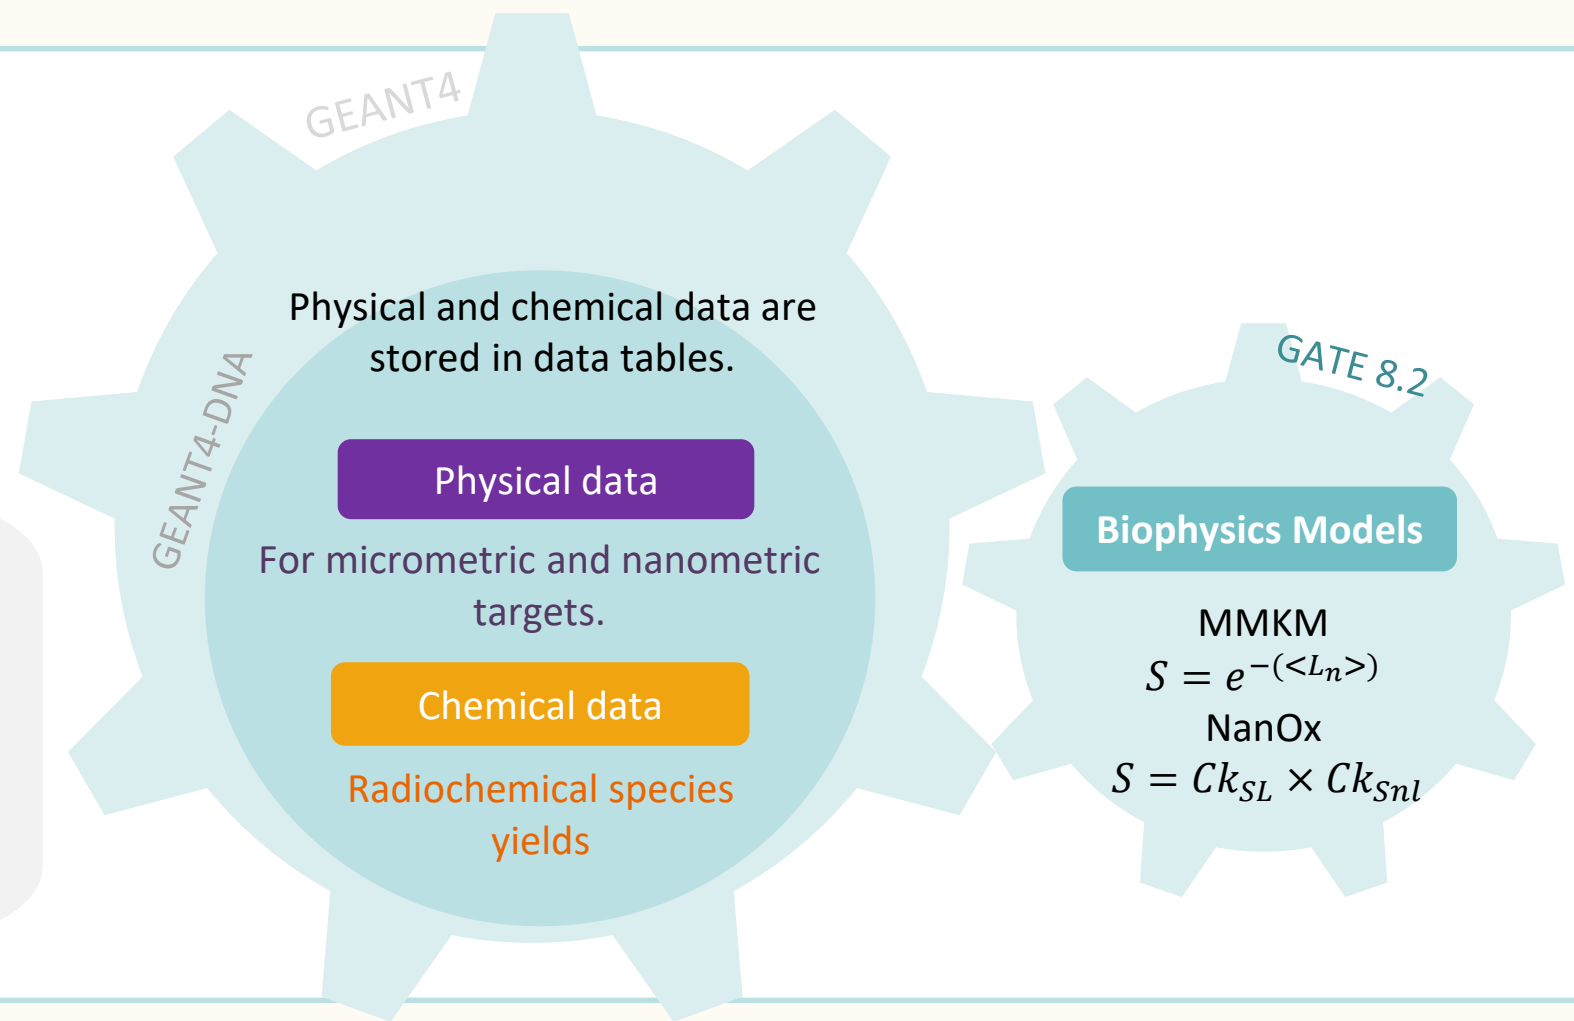 GEANT4
GEANT4-DNA
Physical and chemical data are
stored in data tables.
Physical data
For micrometric and nanometric
targets.
Chemical data
Radiochemical species
yields
GATE 8.2
Biophysics Models
MMKM
S = e^{−(<L_n>)}
NanOx
S = Ck_{SL} × Ck_{Snl}